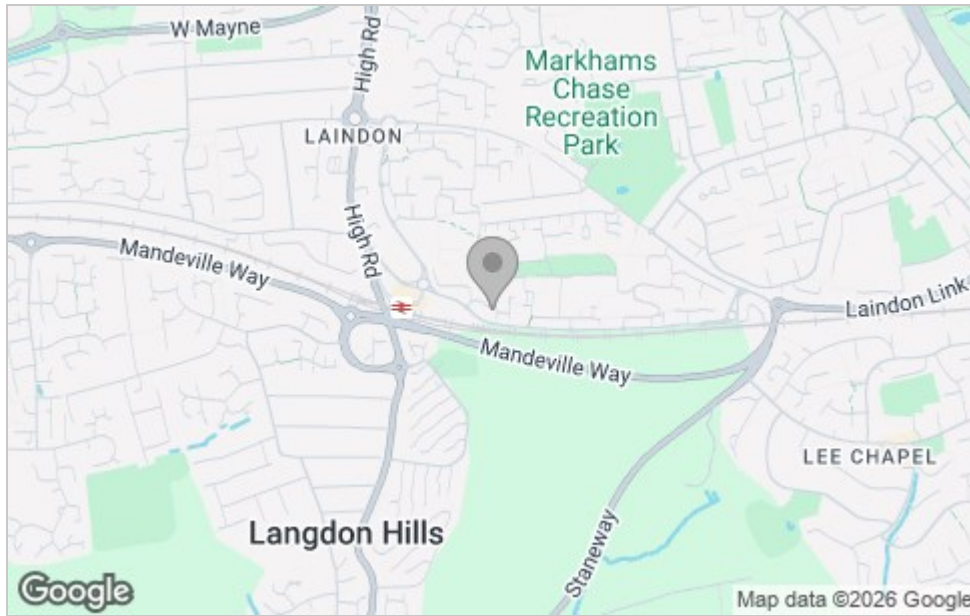 W Mayne
High Rd
Markhams
Chase
Recreation
Park
LAINDON
High Rd
Mandeville Way
Laindon Link
Mandeville Way
LEE CHAPEL
Langdon Hills
Staneway
Google
Map data ©2026 Google